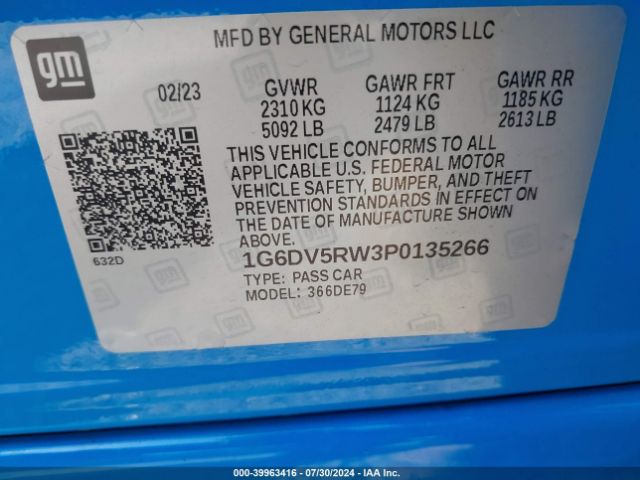 gm
MFD BY GENERAL MOTORS LLC
02/23 GVWR GAWR FRT GAWR RR
2310 KG 1124 KG 1185 KG
5092 LB 2479 LB 2613 LB
THIS VEHICLE CONFORMS TO ALL
APPLICABLE U.S. FEDERAL MOTOR
VEHICLE SAFETY, BUMPER, AND THEFT
PREVENTION STANDARDS IN EFFECT ON
THE DATE OF MANUFACTURE SHOWN
ABOVE.
632D
1G6DV5RW3P0135266
TYPE: PASS CAR
MODEL: 366DE79
000-39963416 - 07/30/2024 - IAA Inc.